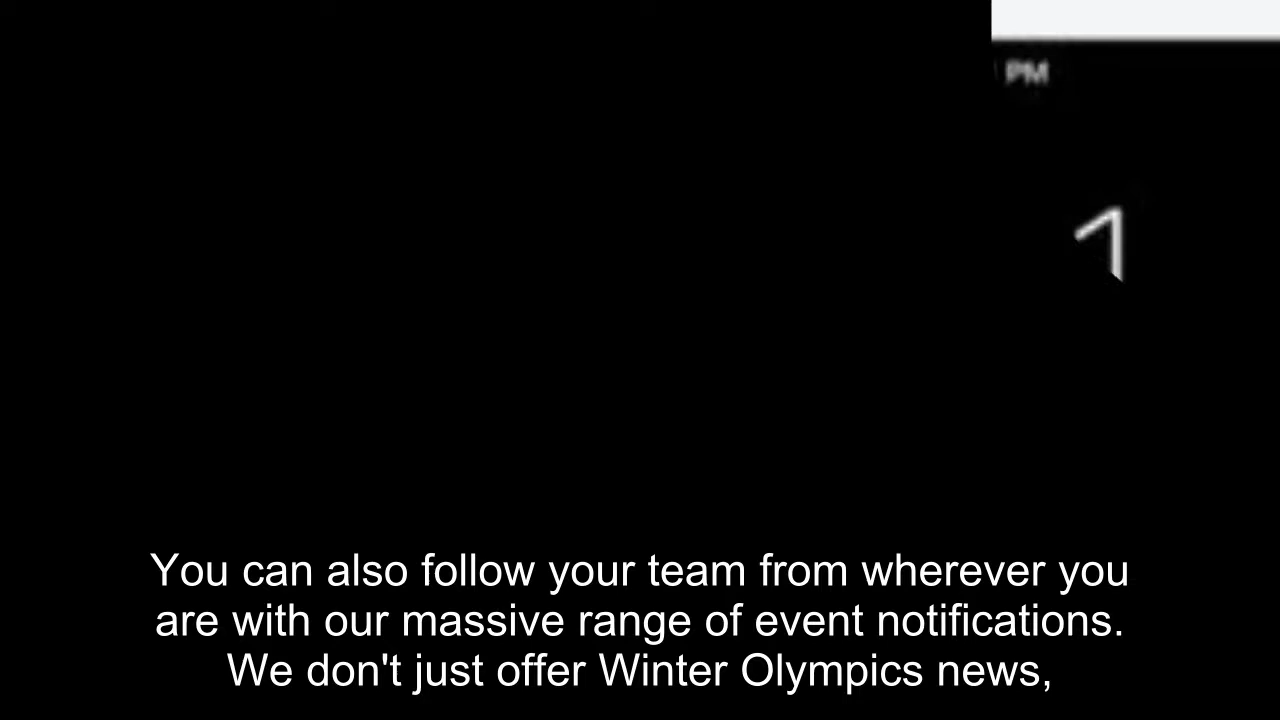 PM
You can also follow your team from wherever you
are with our massive range of event notifications.
We don't just offer Winter Olympics news,